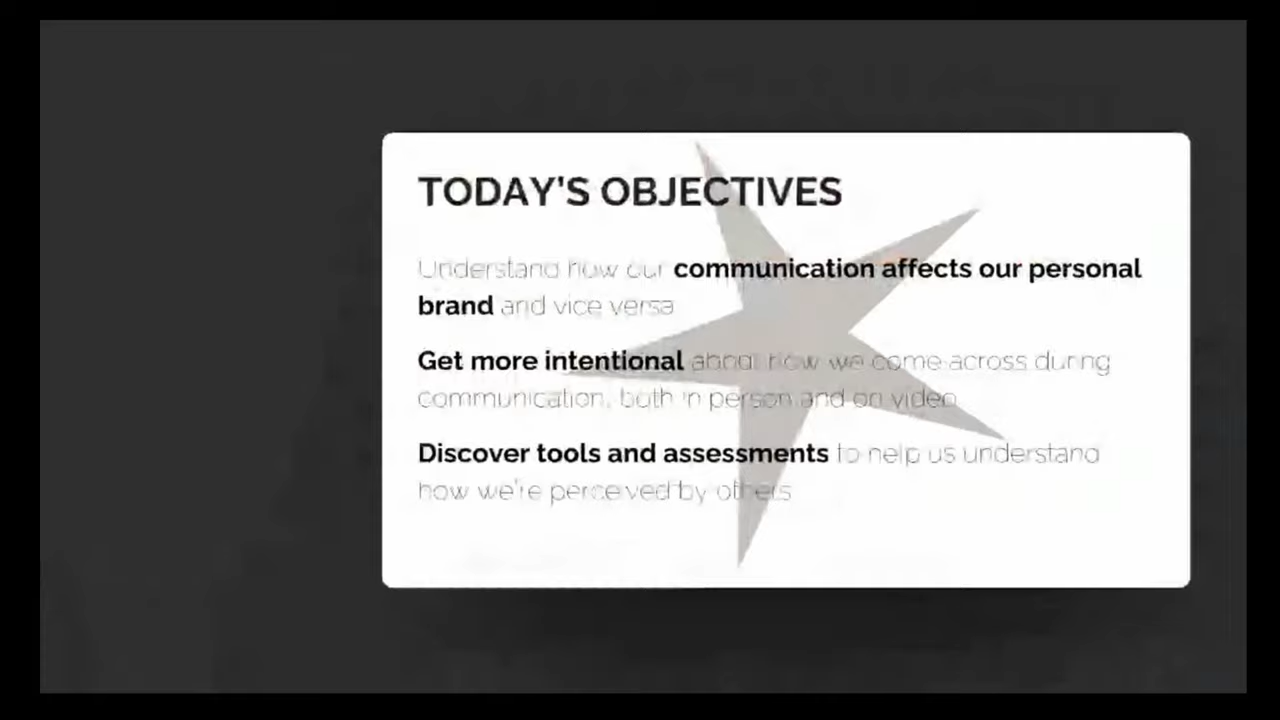 TODAY'S OBJECTIVES
Understand how our communication affects our personal
brand and vice versa
Get more intentional about how we come across during
communication, both in person and on video
Discover tools and assessments to help us understand
how we're perceived by others